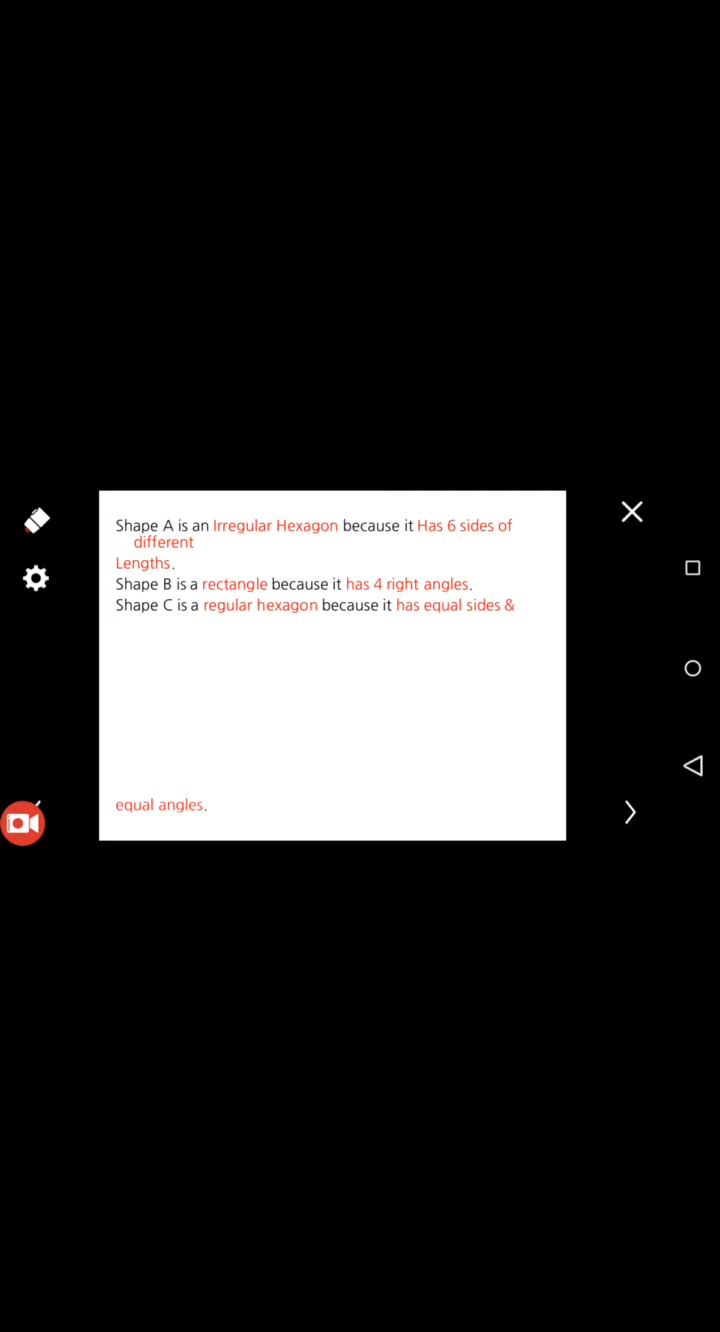 Shape A is an Irregular Hexagon because it Has 6 sides of
different
Lengths.
Shape B is a rectangle because it has 4 right angles.
Shape C is a regular hexagon because it has equal sides &
equal angles.